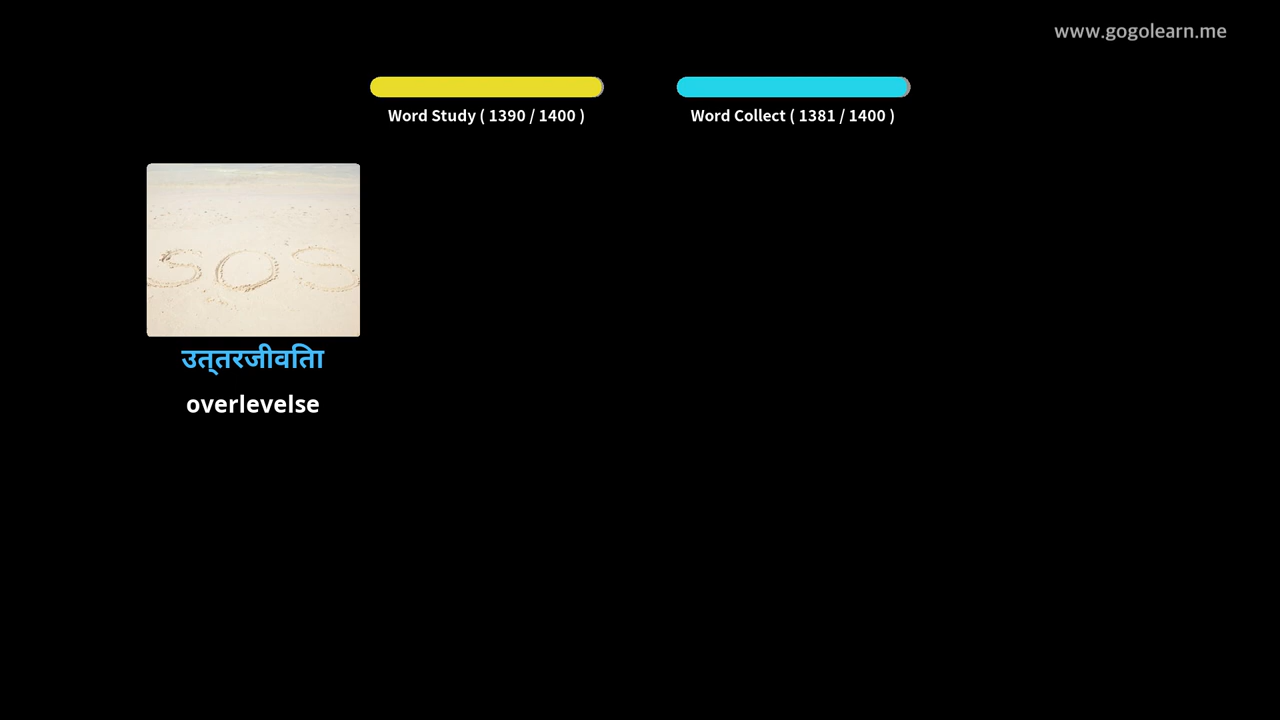 www.gogolearn.me
Word Study ( 1390 / 1400 )
Word Collect ( 1381 / 1400 )
SOS
उत्तरजीविता
overlevelse